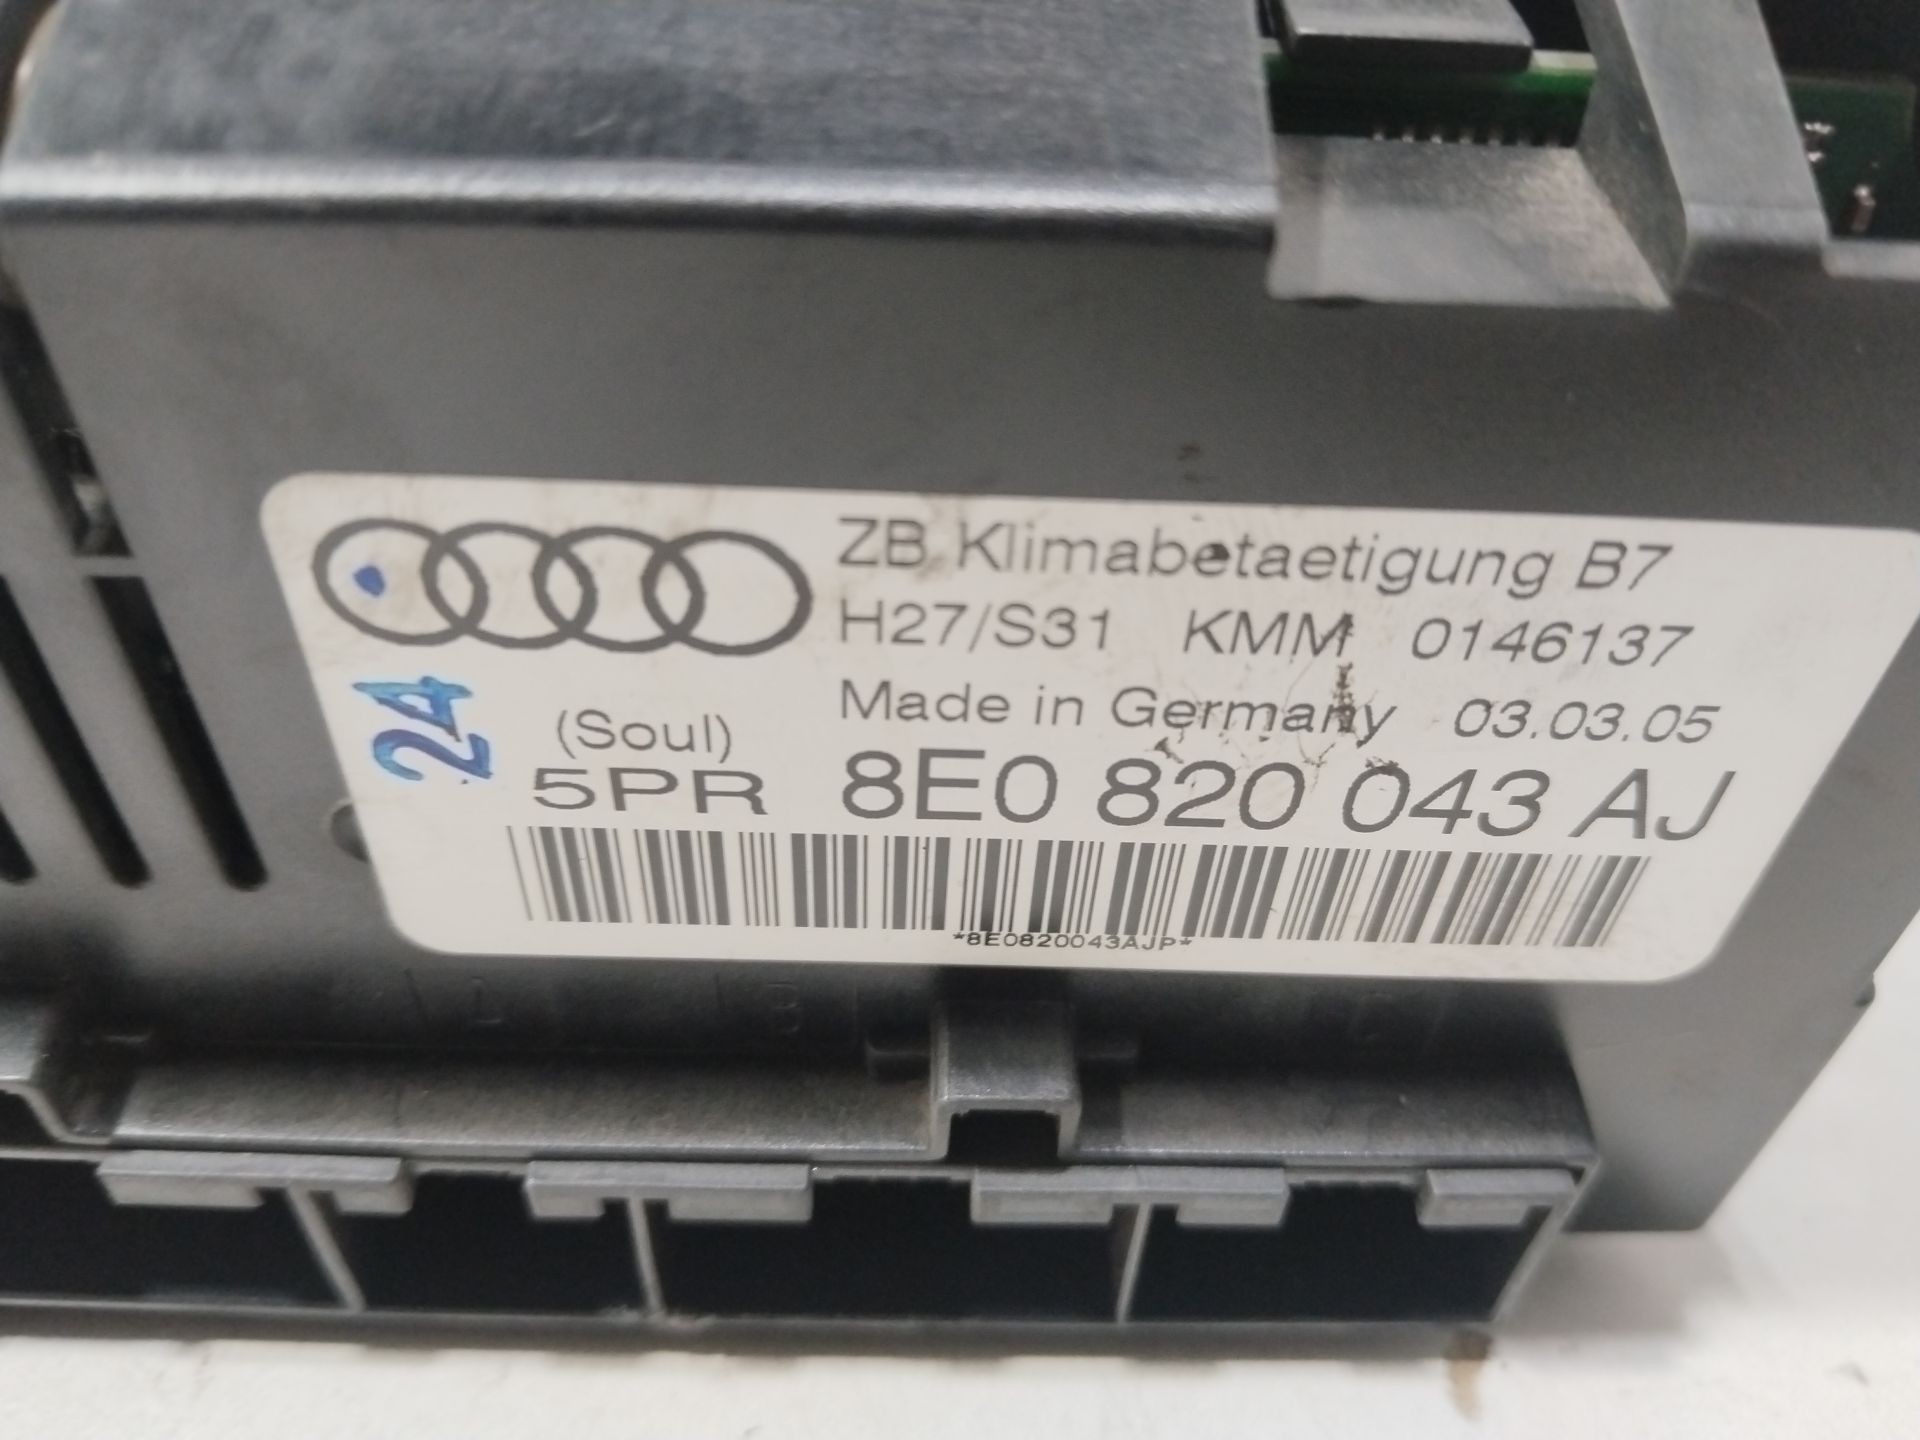 ZB Klimabetaetigung B7
H27/S31 KMM 0146137
Made in Germany 03.03.05
24
(Soul)
5PR 8E0 820 043 AJ
*8E0820043AJP*